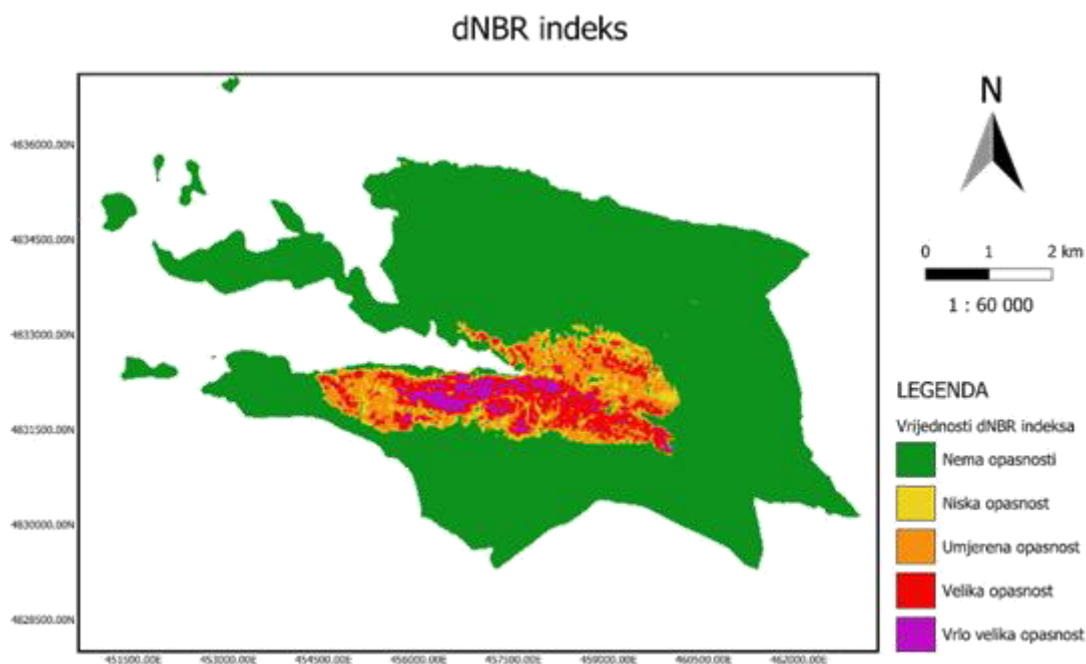 dNBR indeks
N
4836000.00N
4834500.00N
4833000.00N
4831500.00N
4830000.00N
4828500.00N
451500.00E 453000.00E 454500.00E 456000.00E 457500.00E 459000.00E 460500.00E 462000.00E
0 1 2 km
1 : 60 000
LEGENDA
Vrijednosti dNBR indeksa
Nema opasnosti
Niska opasnost
Umjerena opasnost
Velika opasnost
Vrlo velika opasnost